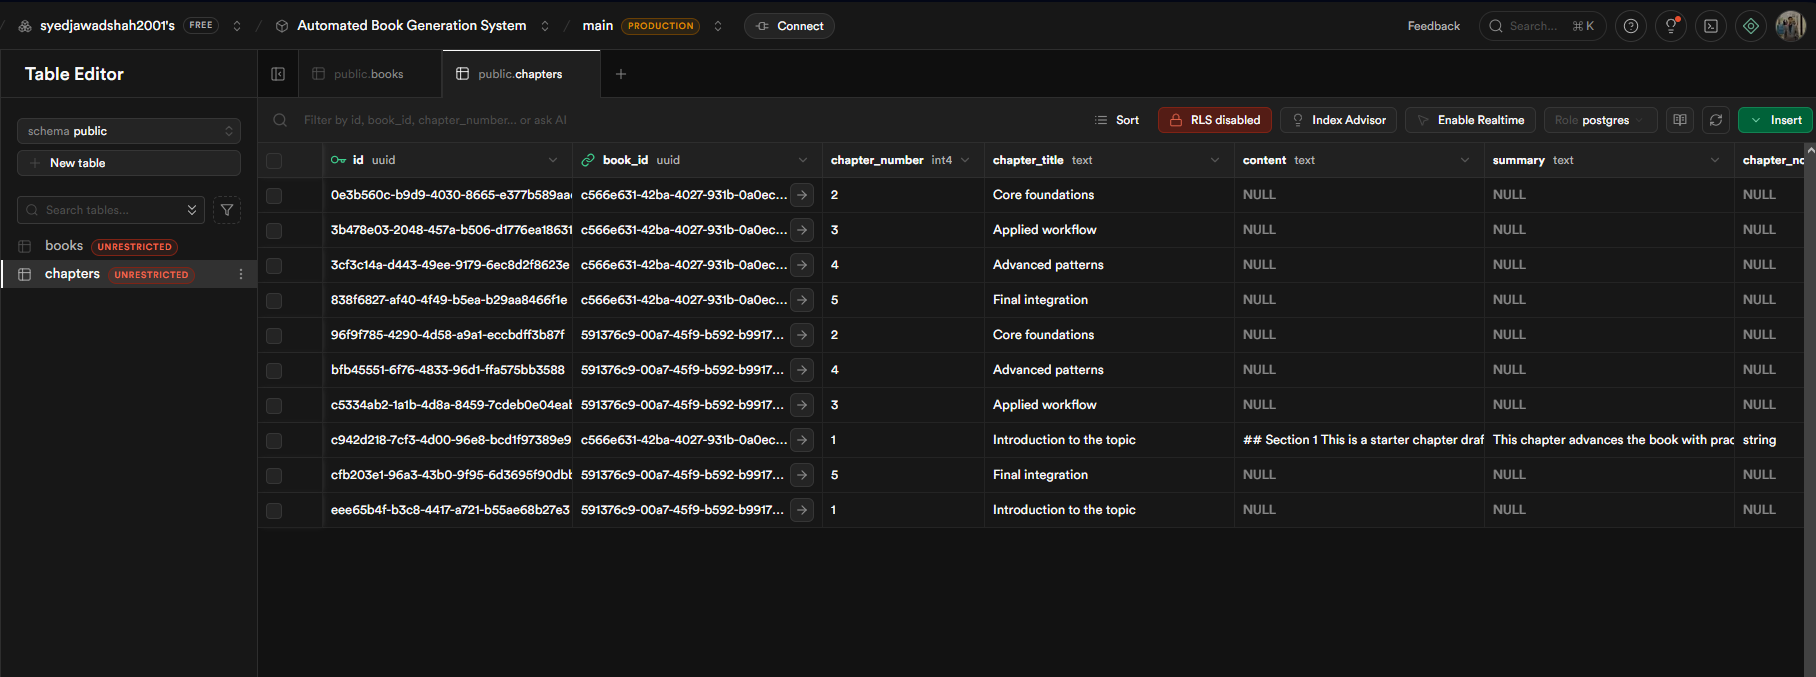 syedjawadshah2001's FREE / Automated Book Generation System / main PRODUCTION Connect Feedback Search... ⌘ K
Table Editor public.books public.chapters +
schema public
Filter by id, book_id, chapter_number... or ask AI Sort RLS disabled Index Advisor Enable Realtime Role postgres Insert
+ New table
Search tables...
books UNRESTRICTED
chapters UNRESTRICTED
id uuid book_id uuid chapter_number int4 chapter_title text content text summary text chapter_no
0e3b560c-b9d9-4030-8665-e377b589aa c566e631-42ba-4027-931b-0a0ec... → 2 Core foundations NULL NULL NULL
3b478e03-2048-457a-b506-d1776ea18631 c566e631-42ba-4027-931b-0a0ec... → 3 Applied workflow NULL NULL NULL
3cf3c14a-d443-49ee-9179-6ec8d2f8623e c566e631-42ba-4027-931b-0a0ec... → 4 Advanced patterns NULL NULL NULL
838f6827-af40-4f49-b5ea-b29aa8466f1e c566e631-42ba-4027-931b-0a0ec... → 5 Final integration NULL NULL NULL
96f9f785-4290-4d58-a9a1-eccbdff3b87f 591376c9-00a7-45f9-b592-b9917... → 2 Core foundations NULL NULL NULL
bfb45551-6f76-4833-96d1-ffa575bb3588 591376c9-00a7-45f9-b592-b9917... → 4 Advanced patterns NULL NULL NULL
c5334ab2-1a1b-4d8a-8459-7cdeb0e04eab 591376c9-00a7-45f9-b592-b9917... → 3 Applied workflow NULL NULL NULL
c942d218-7cf3-4d00-96e8-bcd1f97389e9 c566e631-42ba-4027-931b-0a0ec... → 1 Introduction to the topic ## Section 1 This is a starter chapter draf This chapter advances the book with prac string
cfb203e1-96a3-43b0-9f95-6d3695f90dbb 591376c9-00a7-45f9-b592-b9917... → 5 Final integration NULL NULL NULL
eee65b4f-b3c8-4417-a721-b55ae68b27e3 591376c9-00a7-45f9-b592-b9917... → 1 Introduction to the topic NULL NULL NULL